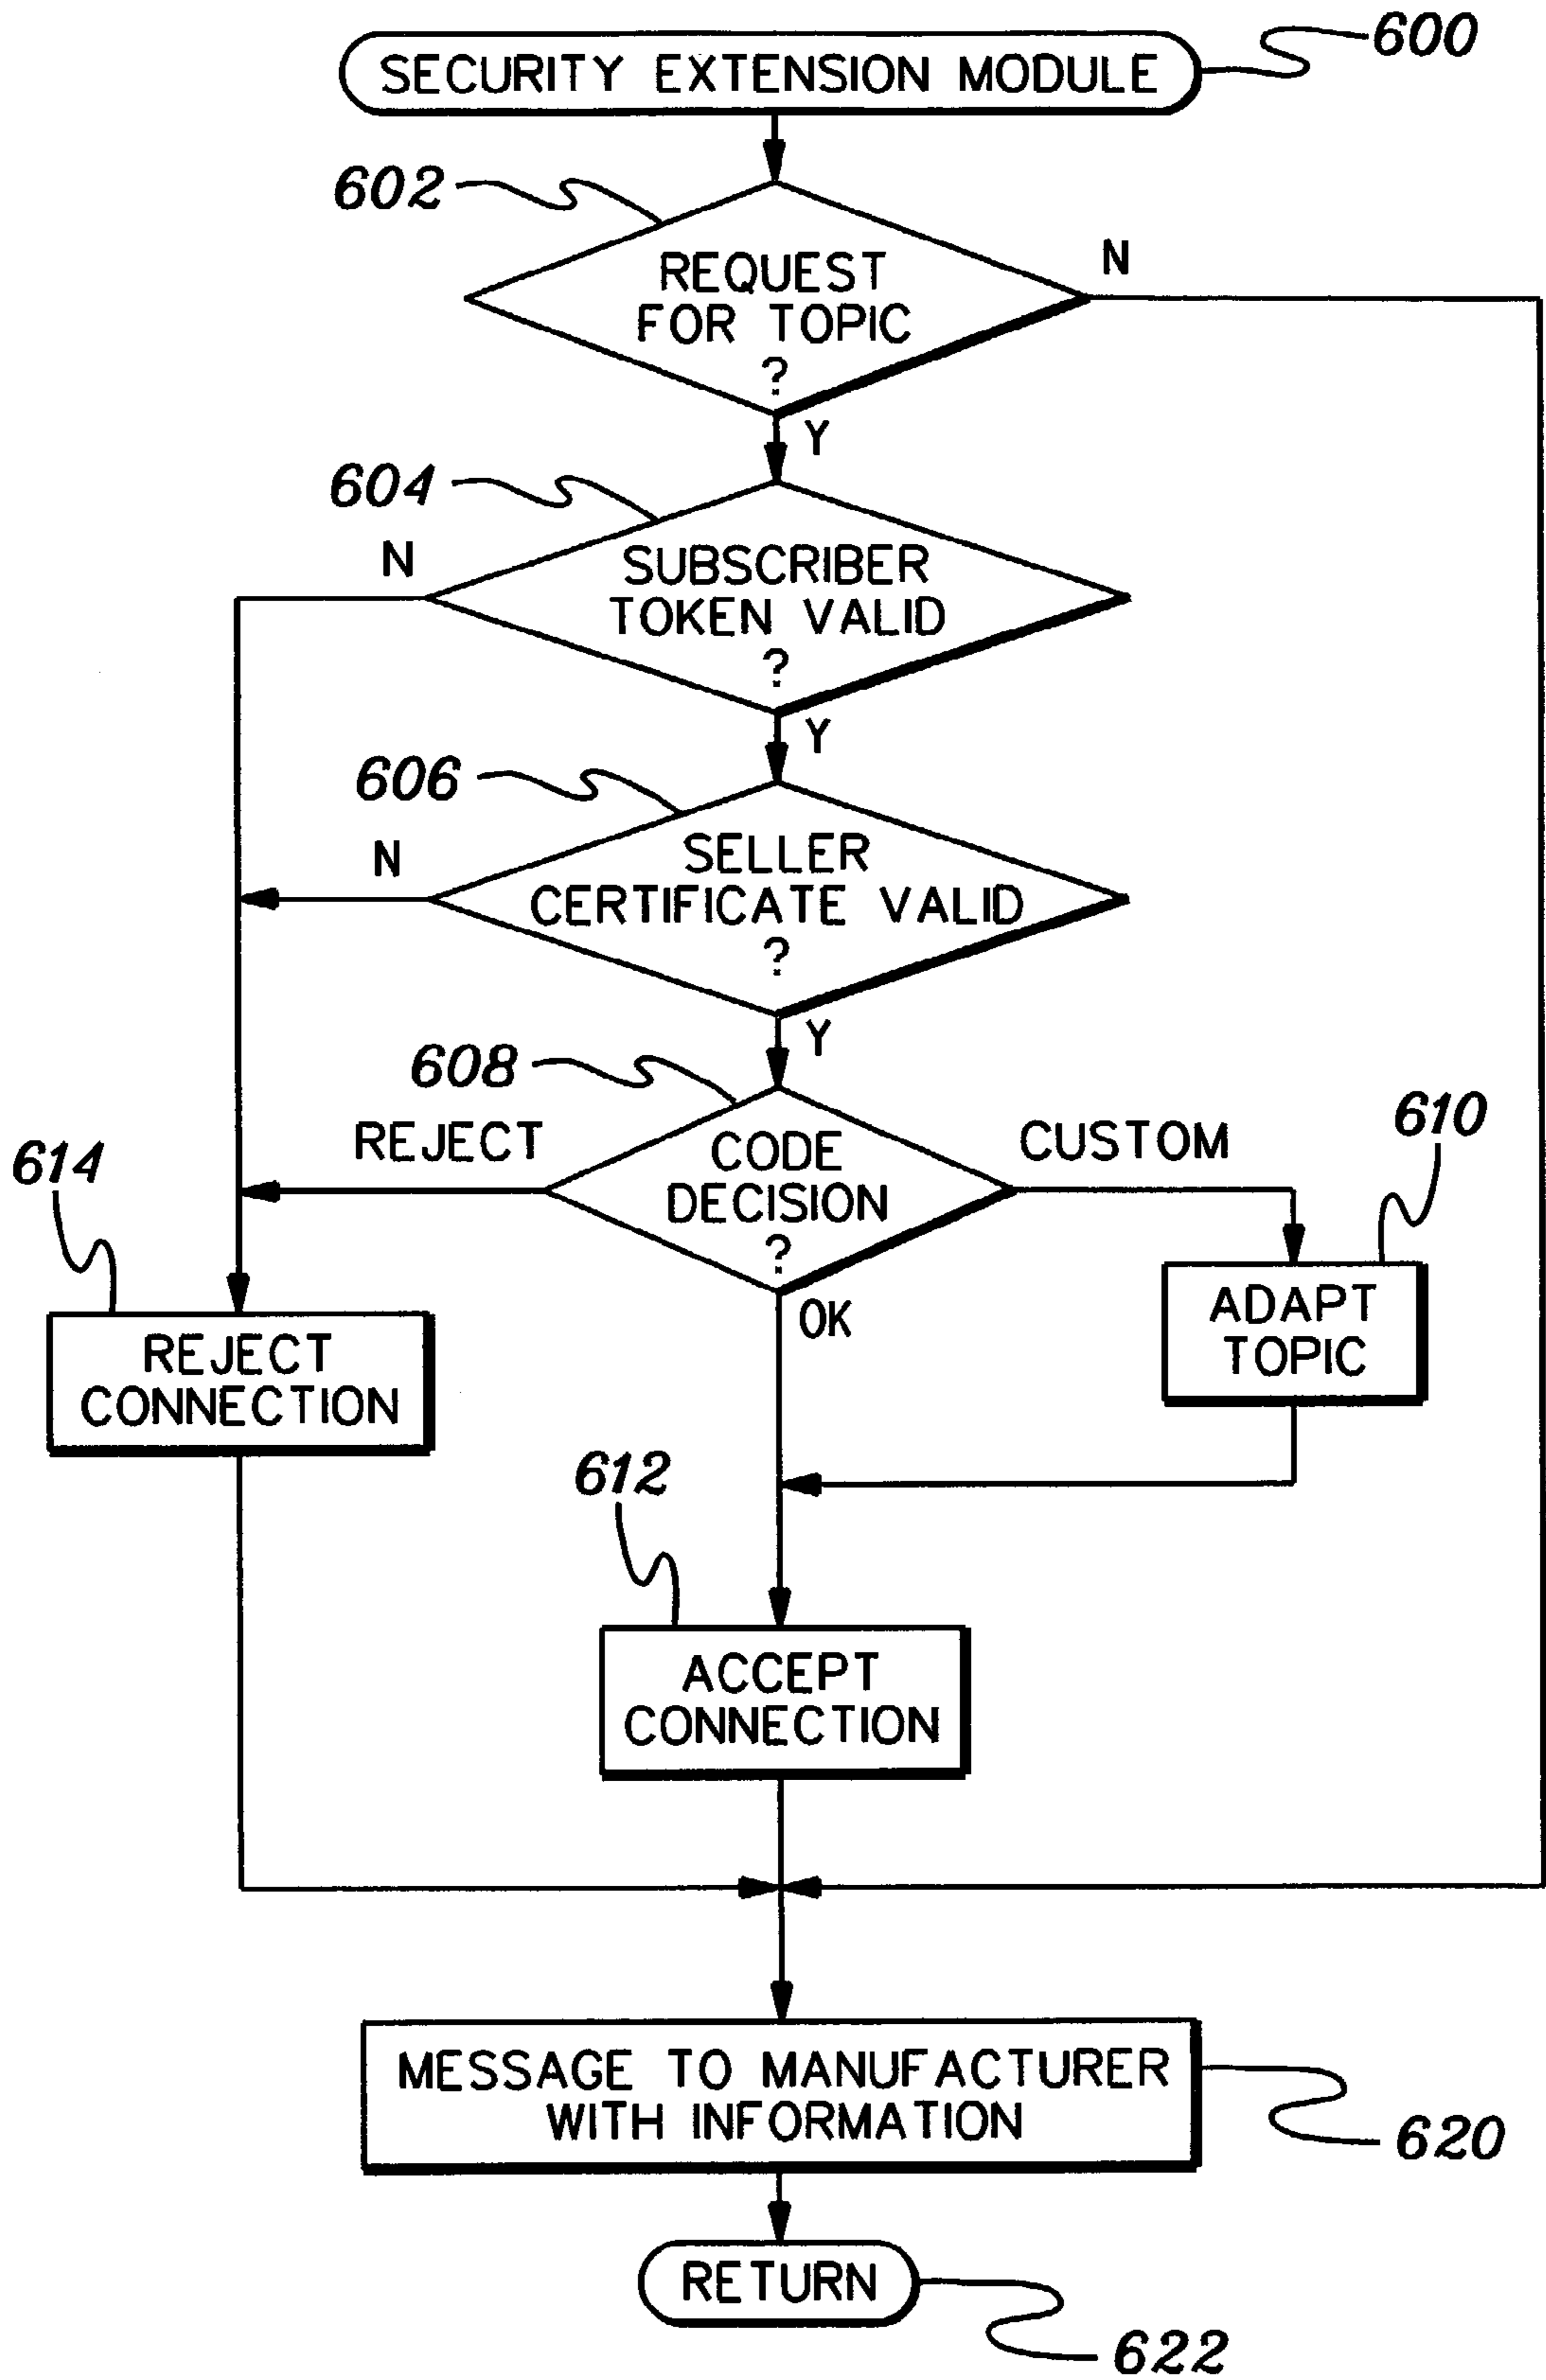 SECURITY EXTENSION MODULE
600
602
REQUEST
FOR TOPIC
?
N
Y
604
N
SUBSCRIBER
TOKEN VALID
?
Y
606
N
SELLER
CERTIFICATE VALID
?
Y
608
REJECT
CODE
DECISION
?
CUSTOM
610
614
OK
ADAPT
TOPIC
REJECT
CONNECTION
612
ACCEPT
CONNECTION
MESSAGE TO MANUFACTURER
WITH INFORMATION
620
RETURN
622